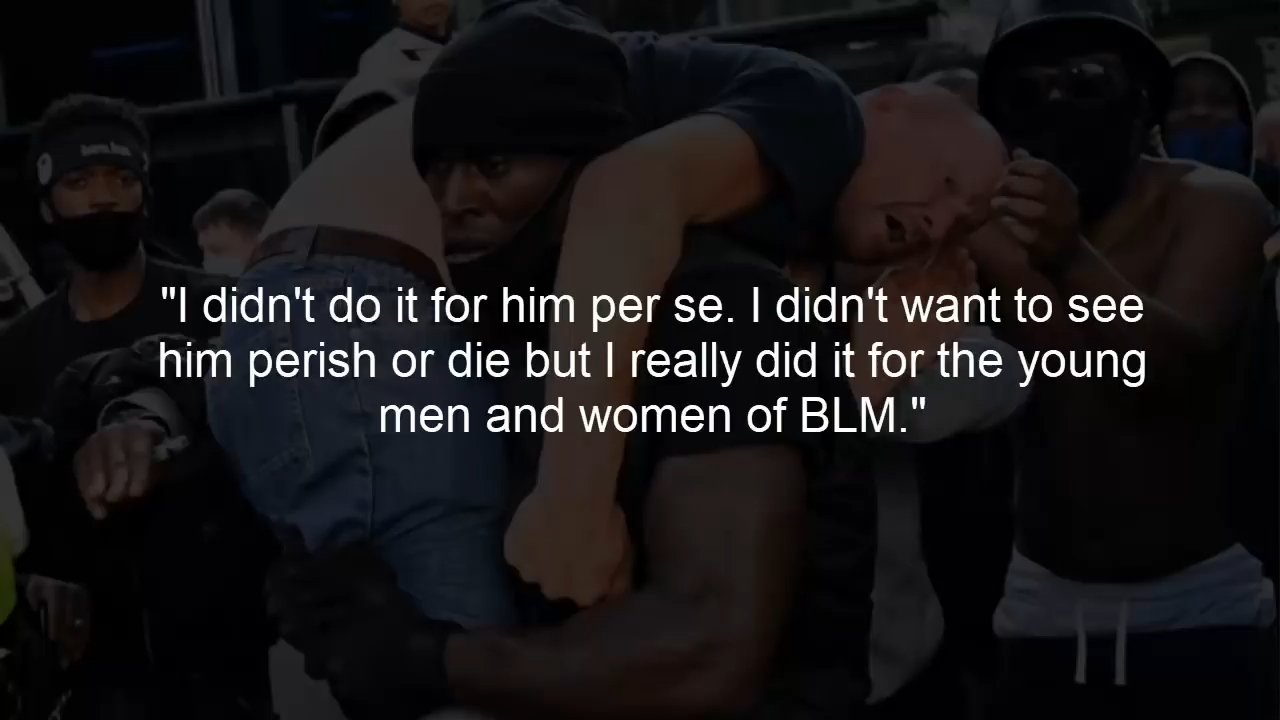 "I didn't do it for him per se. I didn't want to see
him perish or die but I really did it for the young
men and women of BLM."